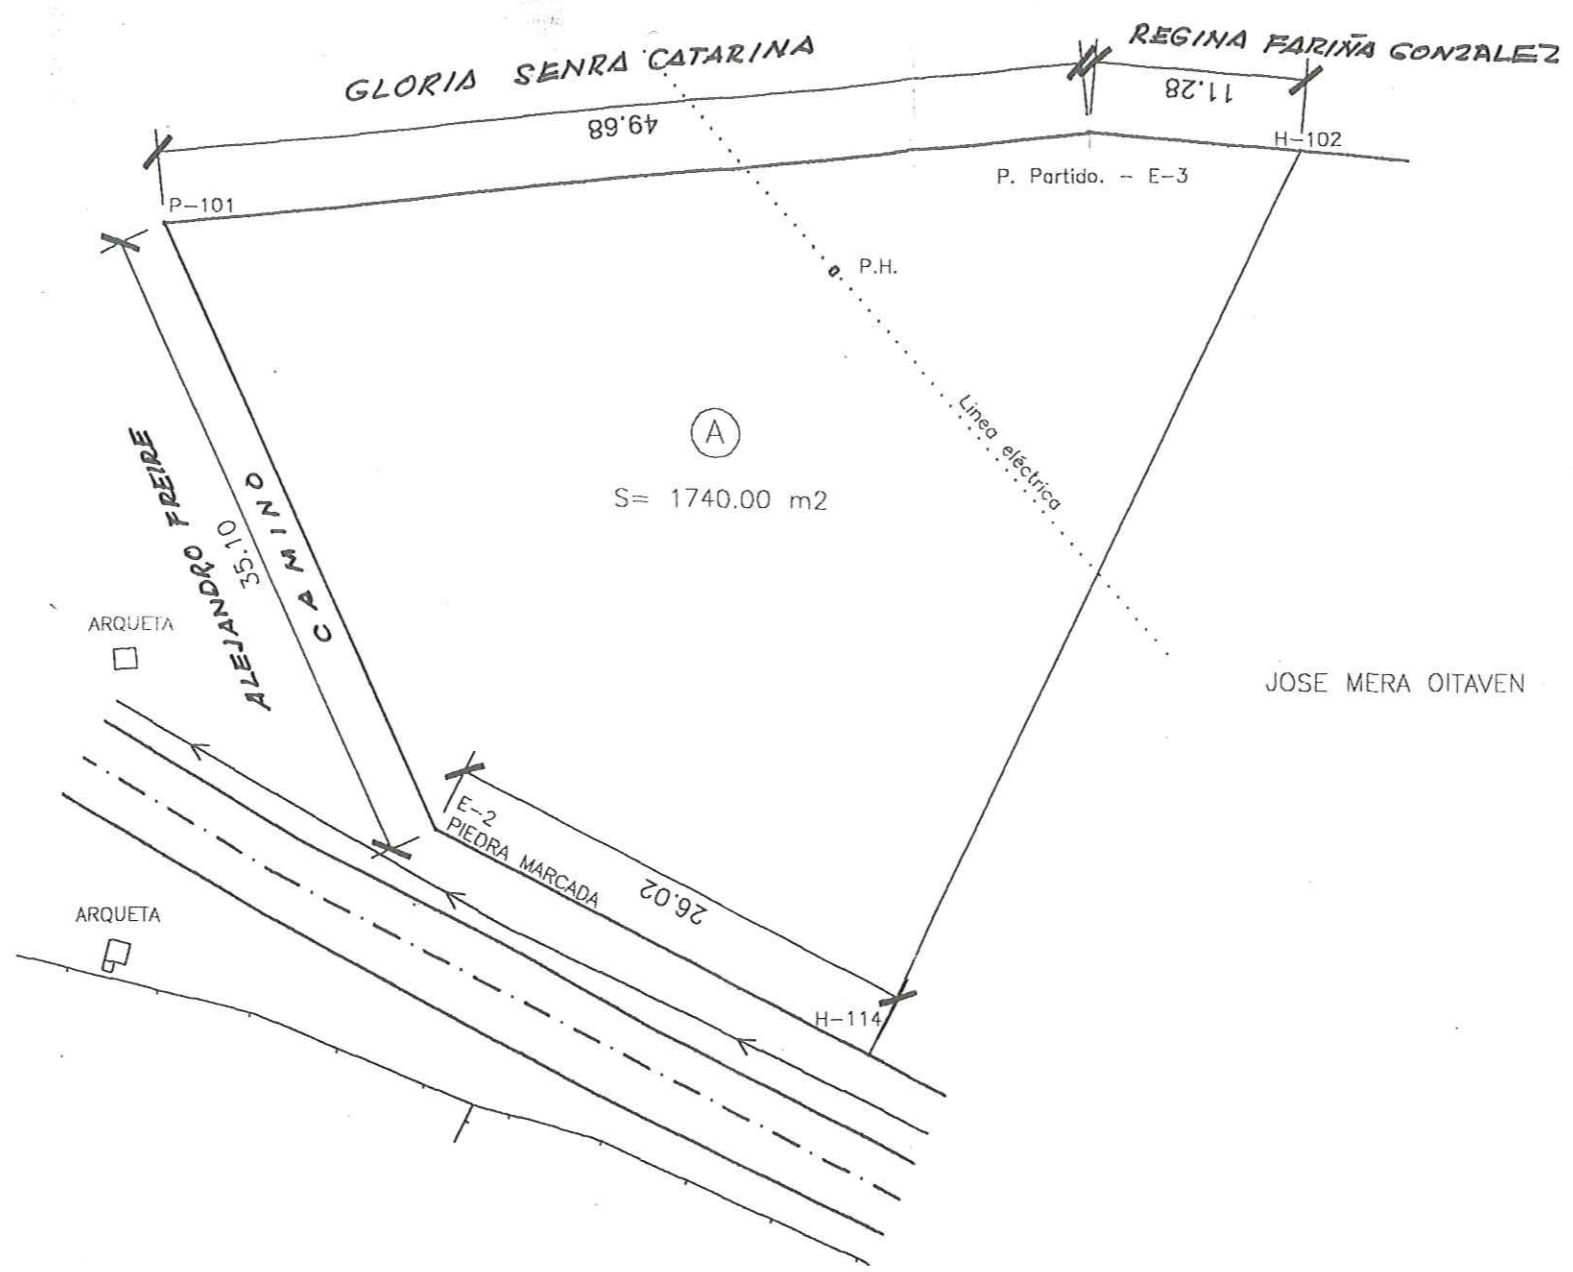 GLORIA SENRA CATARINA
REGINA FARIÑA GONZALEZ
49.68
11.28
H-102
P. Partido. - E-3
P-101
P.H.
Linea eléctrica
A
S= 1740.00 m2
ALEJANDRO FREIRE
35.10
CAMINO
ARQUETA
JOSE MERA OITAVEN
E-2
PIEDRA MARCADA
26.02
ARQUETA
H-114